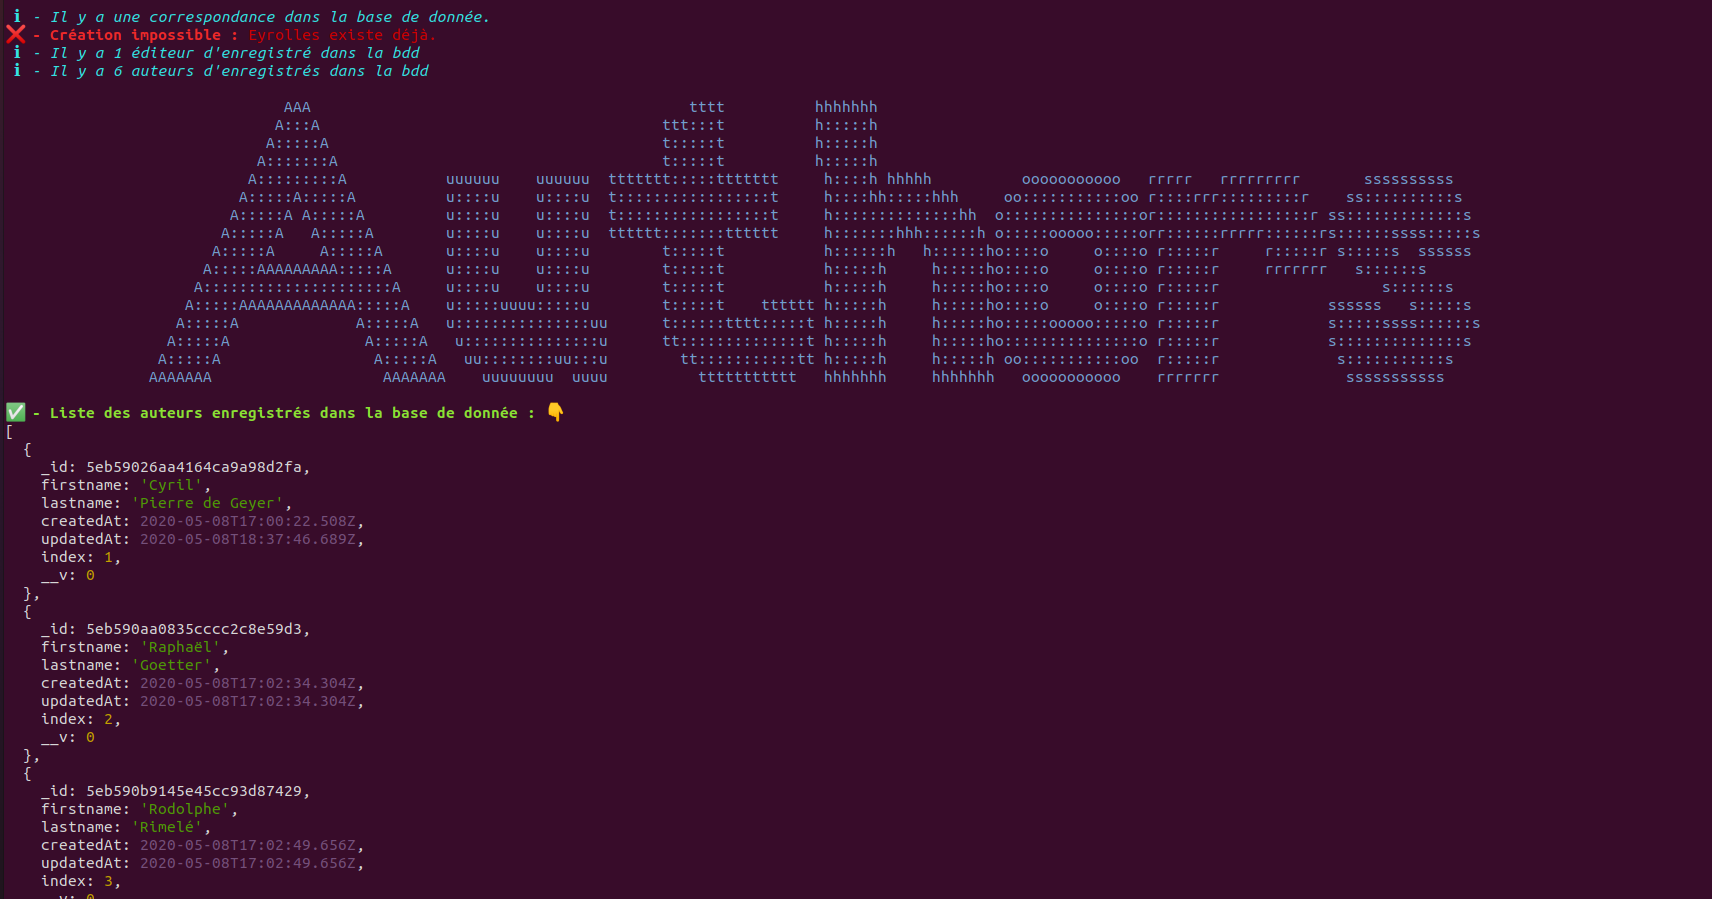 ℹ - Il y a une correspondance dans la base de donnée.
❌ - Création impossible : Eyrolles existe déjà.
ℹ - Il y a 1 éditeur d'enregistré dans la bdd
ℹ - Il y a 6 auteurs d'enregistrés dans la bdd
Authors
✅ - Liste des auteurs enregistrés dans la base de donnée : 👇
[
  {
    _id: 5eb59026aa4164ca9a98d2fa,
    firstname: 'Cyril',
    lastname: 'Pierre de Geyer',
    createdAt: 2020-05-08T17:00:22.508Z,
    updatedAt: 2020-05-08T18:37:46.689Z,
    index: 1,
    __v: 0
  },
  {
    _id: 5eb590aa0835cccc2c8e59d3,
    firstname: 'Raphaël',
    lastname: 'Goetter',
    createdAt: 2020-05-08T17:02:34.304Z,
    updatedAt: 2020-05-08T17:02:34.304Z,
    index: 2,
    __v: 0
  },
  {
    _id: 5eb590b9145e45cc93d87429,
    firstname: 'Rodolphe',
    lastname: 'Rimelé',
    createdAt: 2020-05-08T17:02:49.656Z,
    updatedAt: 2020-05-08T17:02:49.656Z,
    index: 3,
    __v: 0